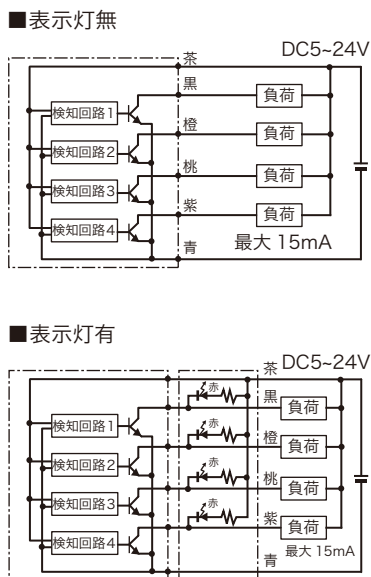 ■表示灯無
茶
DC5~24V
黒
検知回路1
負荷
橙
検知回路2
負荷
桃
検知回路3
負荷
紫
検知回路4
負荷
青
最大 15mA
■表示灯有
茶
DC5~24V
赤
黒
検知回路1
負荷
赤
橙
検知回路2
負荷
赤
桃
検知回路3
負荷
赤
紫
検知回路4
負荷
最大 15mA
青